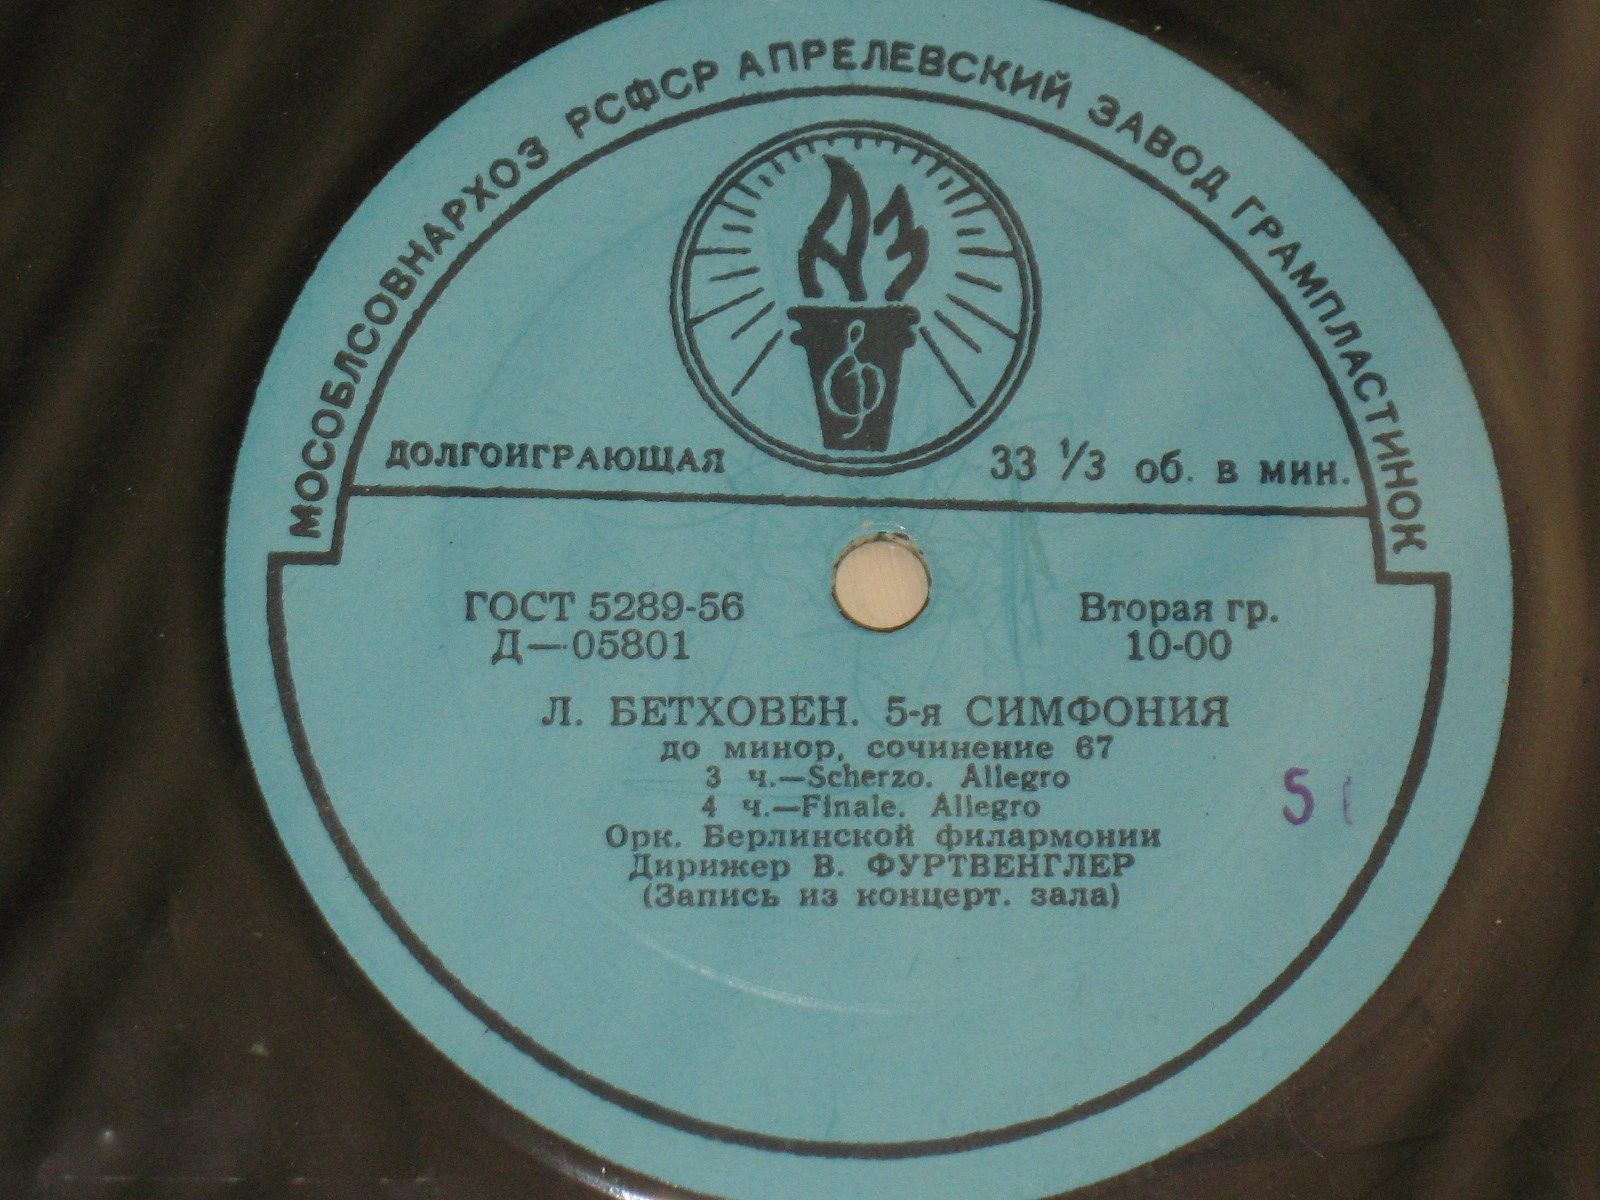 МОСОБЛСОВНАРХОЗ РСФСР АПРЕЛЕВСКИЙ ЗАВОД ГРАМПЛАСТИНОК
АЗ
ДОЛГОИГРАЮЩАЯ 33 1/3 об. в мин.
ГОСТ 5289-56 Вторая гр.
Д—05801 10-00
Л. БЕТХОВЕН. 5-я СИМФОНИЯ
до минор, сочинение 67
3 ч.—Scherzo. Allegro
4 ч.—Finale. Allegro
Орк. Берлинской филармонии
Дирижер В. ФУРТВЕНГЛЕР
(Запись из концерт. зала)
5